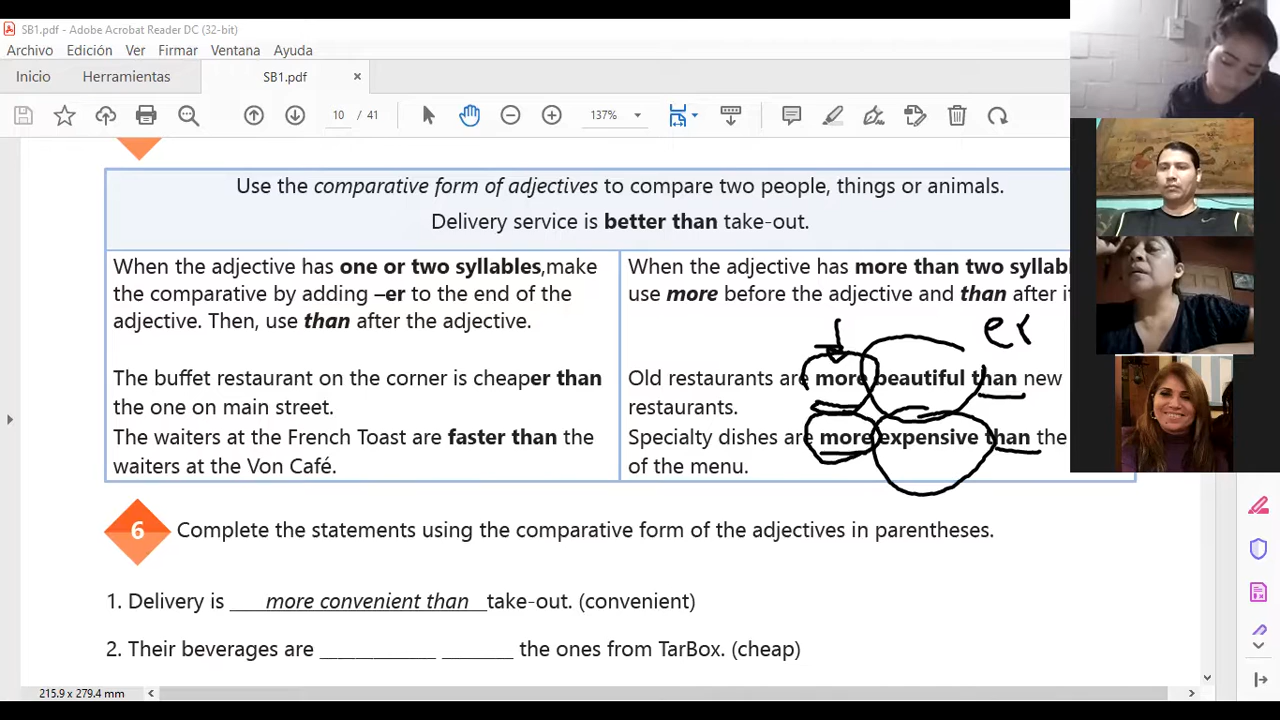 SB1.pdf - Adobe Acrobat Reader DC (32-bit)
Archivo Edición Ver Firmar Ventana Ayuda
Inicio Herramientas SB1.pdf ×
10 / 41 137%
Use the comparative form of adjectives to compare two people, things or animals.
Delivery service is better than take-out.
When the adjective has one or two syllables,make
the comparative by adding –er to the end of the
adjective. Then, use than after the adjective.
The buffet restaurant on the corner is cheaper than
the one on main street.
The waiters at the French Toast are faster than the
waiters at the Von Café.
When the adjective has more than two syllabl
use more before the adjective and than after i
er
Old restaurants are more beautiful than new
restaurants.
Specialty dishes are more expensive than the
of the menu.
6 Complete the statements using the comparative form of the adjectives in parentheses.
1. Delivery is ____more convenient than__take-out. (convenient)
2. Their beverages are ____________ ________ the ones from TarBox. (cheap)
215.9 x 279.4 mm